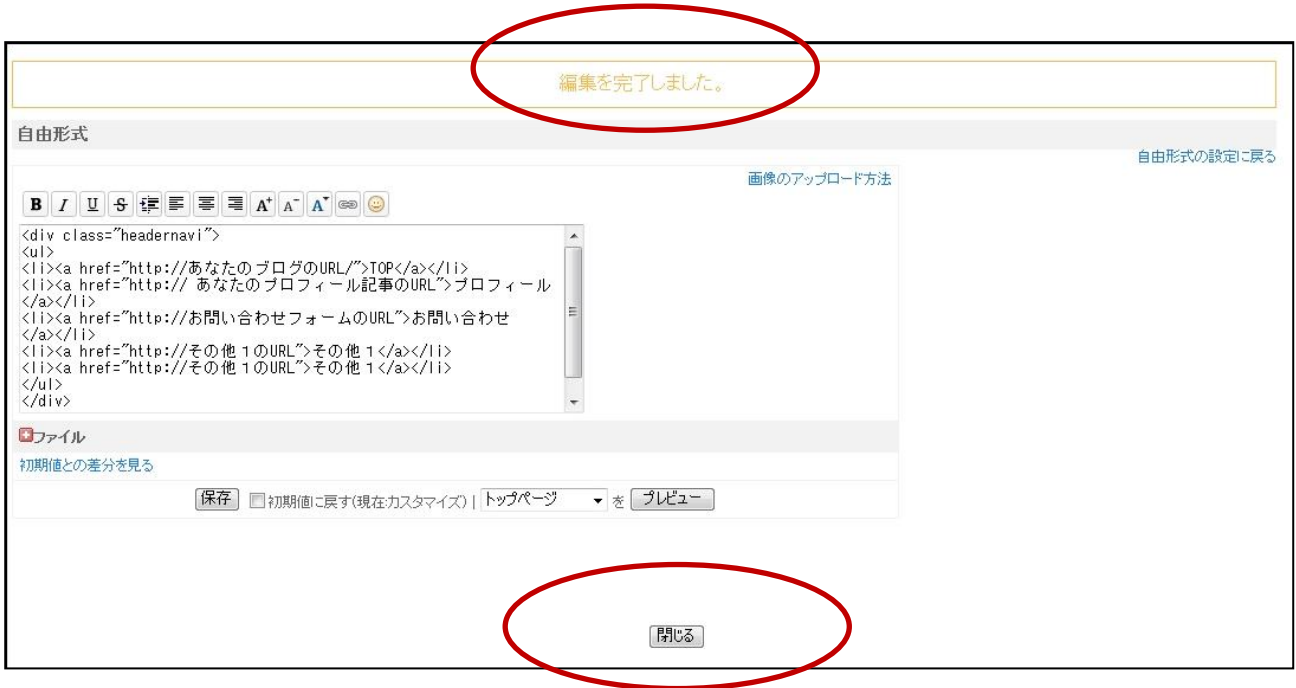 編集を完了しました。
自由形式
自由形式の設定に戻る
画像のアップロード方法
B I U S A+ A- A
<div class="headernavi">
<ul>
<li><a href="http://あなたのブログのURL/">TOP</a></li>
<li><a href="http:// あなたのプロフィール記事のURL">プロフィール
</a></li>
<li><a href="http://お問い合わせフォームのURL">お問い合わせ
</a></li>
<li><a href="http://その他１のURL">その他１</a></li>
<li><a href="http://その他１のURL">その他１</a></li>
</ul>
</div>
ファイル
初期値との差分を見る
保存 初期値に戻す(現在:カスタマイズ) | トップページ を プレビュー
閉じる